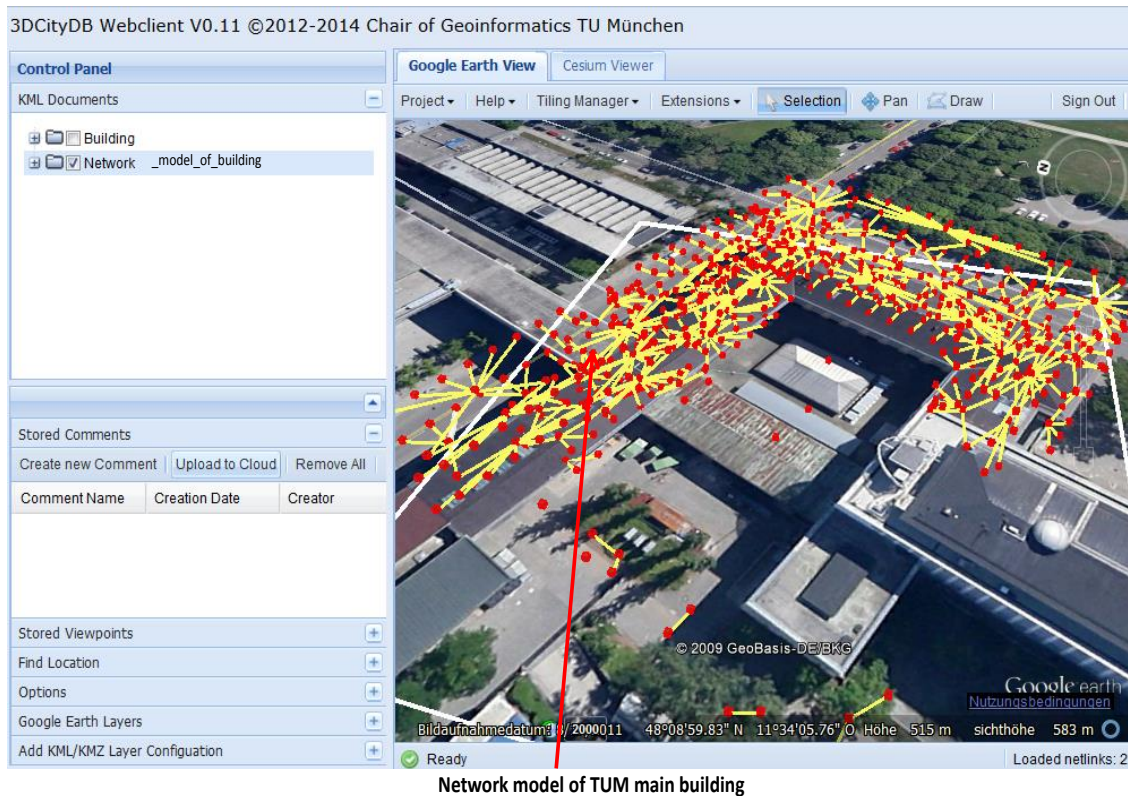 3DCityDB Webclient V0.11 ©2012-2014 Chair of Geoinformatics TU München
Control Panel
KML Documents
Building
Network _model_of_building
Stored Comments
Create new Comment Upload to Cloud Remove All
Comment Name Creation Date Creator
Stored Viewpoints
Find Location
Options
Google Earth Layers
Add KML/KMZ Layer Configuation
Google Earth View Cesium Viewer
Project Help Tiling Manager Extensions Selection Pan Draw Sign Out
N
© 2009 GeoBasis-DE/BKG
Google earth
Nutzungsbedingungen
Bildaufnahmedatum: 2000011 48°08'59.83" N 11°34'05.76" O Höhe 515 m sichthöhe 583 m
Ready Loaded netlinks: 2
Network model of TUM main building